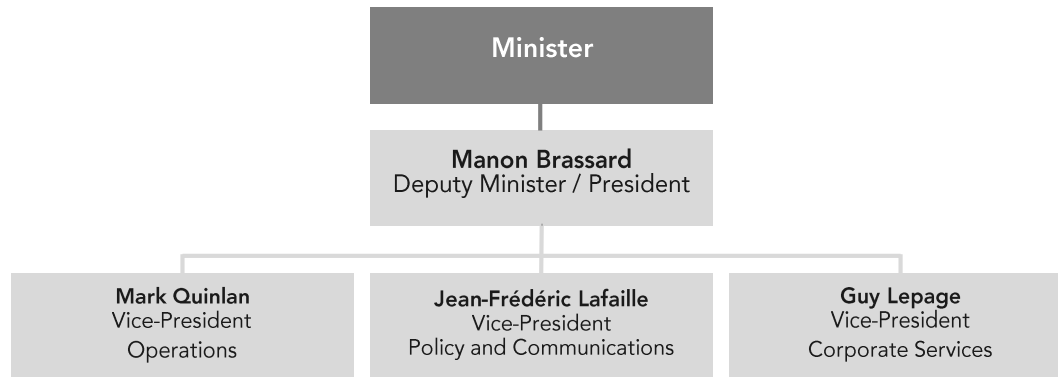 Minister
Manon Brassard
Deputy Minister / President
Mark Quinlan
Vice-President
Operations
Jean-Frédéric Lafaille
Vice-President
Policy and Communications
Guy Lepage
Vice-President
Corporate Services